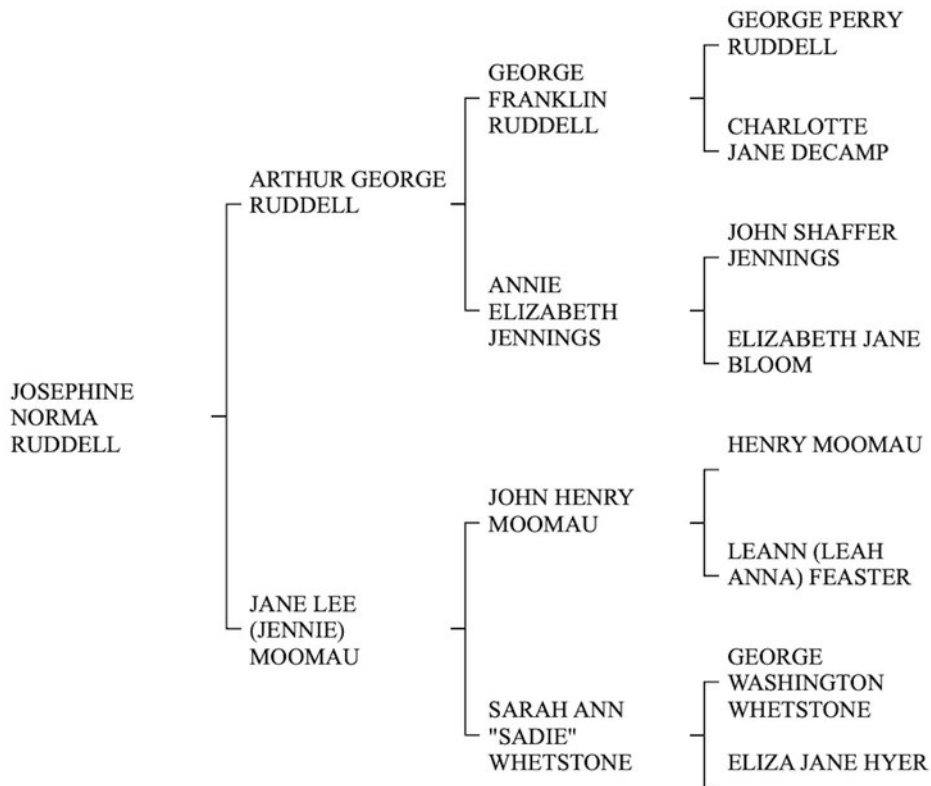 GEORGE PERRY
RUDDELL
GEORGE
FRANKLIN
RUDDELL
CHARLOTTE
JANE DECAMP
ARTHUR GEORGE
RUDDELL
JOHN SHAFFER
JENNINGS
ANNIE
ELIZABETH
JENNINGS
ELIZABETH JANE
BLOOM
JOSEPHINE
NORMA
RUDDELL
HENRY MOOMAU
JOHN HENRY
MOOMAU
LEANN (LEAH
ANNA) FEASTER
JANE LEE
(JENNIE)
MOOMAU
GEORGE
WASHINGTON
WHETSTONE
SARAH ANN
"SADIE"
WHETSTONE
ELIZA JANE HYER